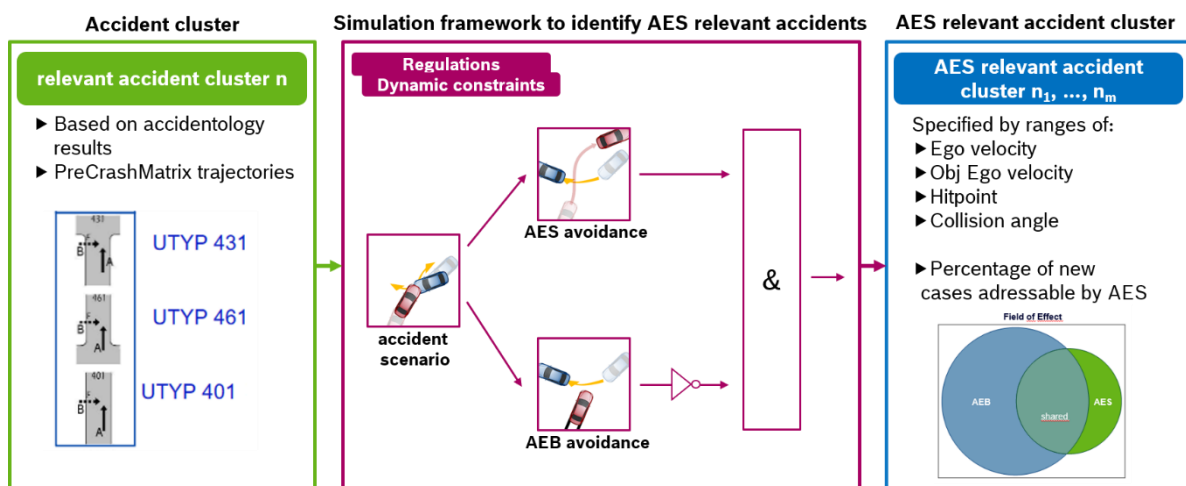 Accident cluster
relevant accident cluster n
▶ Based on accidentology
results
▶ PreCrashMatrix trajectories
431
F
B
A
UTYP 431
461
F
B
A
UTYP 461
401
F
B
A
UTYP 401
Simulation framework to identify AES relevant accidents
Regulations
Dynamic constraints
accident
scenario
AES avoidance
AEB avoidance
&
AES relevant accident cluster
AES relevant accident
cluster n₁, ..., nₘ
Specified by ranges of:
▶ Ego velocity
▶ Obj Ego velocity
▶ Hitpoint
▶ Collision angle
▶ Percentage of new
cases adressable by AES
Field of Effect
AEB
shared
AES